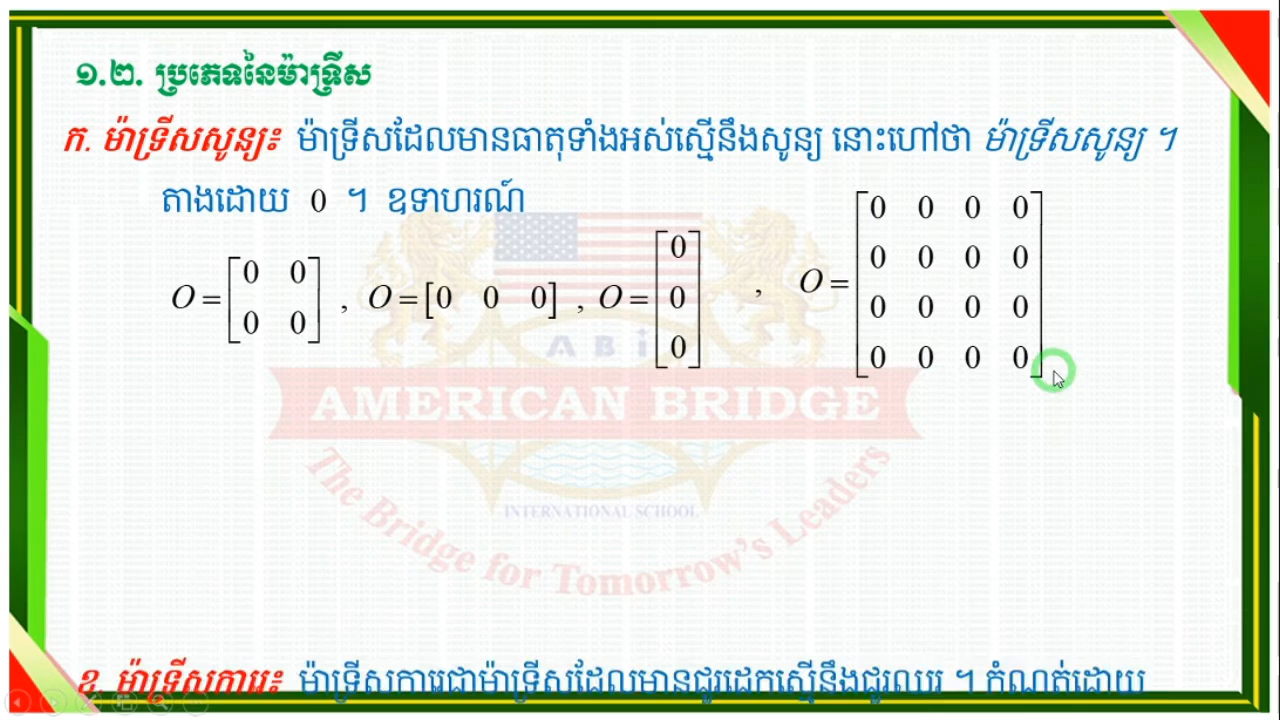 ១.២. ប្រភេទនៃម៉ាទ្រីស
ក. ម៉ាទ្រីសសូន្យ៖ ម៉ាទ្រីសដែលមានធាតុទាំងអស់ស្មើនឹងសូន្យ នោះហៅថា ម៉ាទ្រីសសូន្យ ។
តាងដោយ 0 ។ ឧទាហរណ៍
O = [0 0
0 0] , O = [0 0 0] , O = [0
0
0] , O = [0 0 0 0
0 0 0 0
0 0 0 0
0 0 0 0]
A B i
AMERICAN BRIDGE
INTERNATIONAL SCHOOL
The Bridge for Tomorrow's Leaders
ខ. ម៉ាទ្រីសការេ៖ ម៉ាទ្រីសការេជាម៉ាទ្រីសដែលមានជួរដេកស្មើនឹងជួរឈរ ។ កំណត់ដោយ